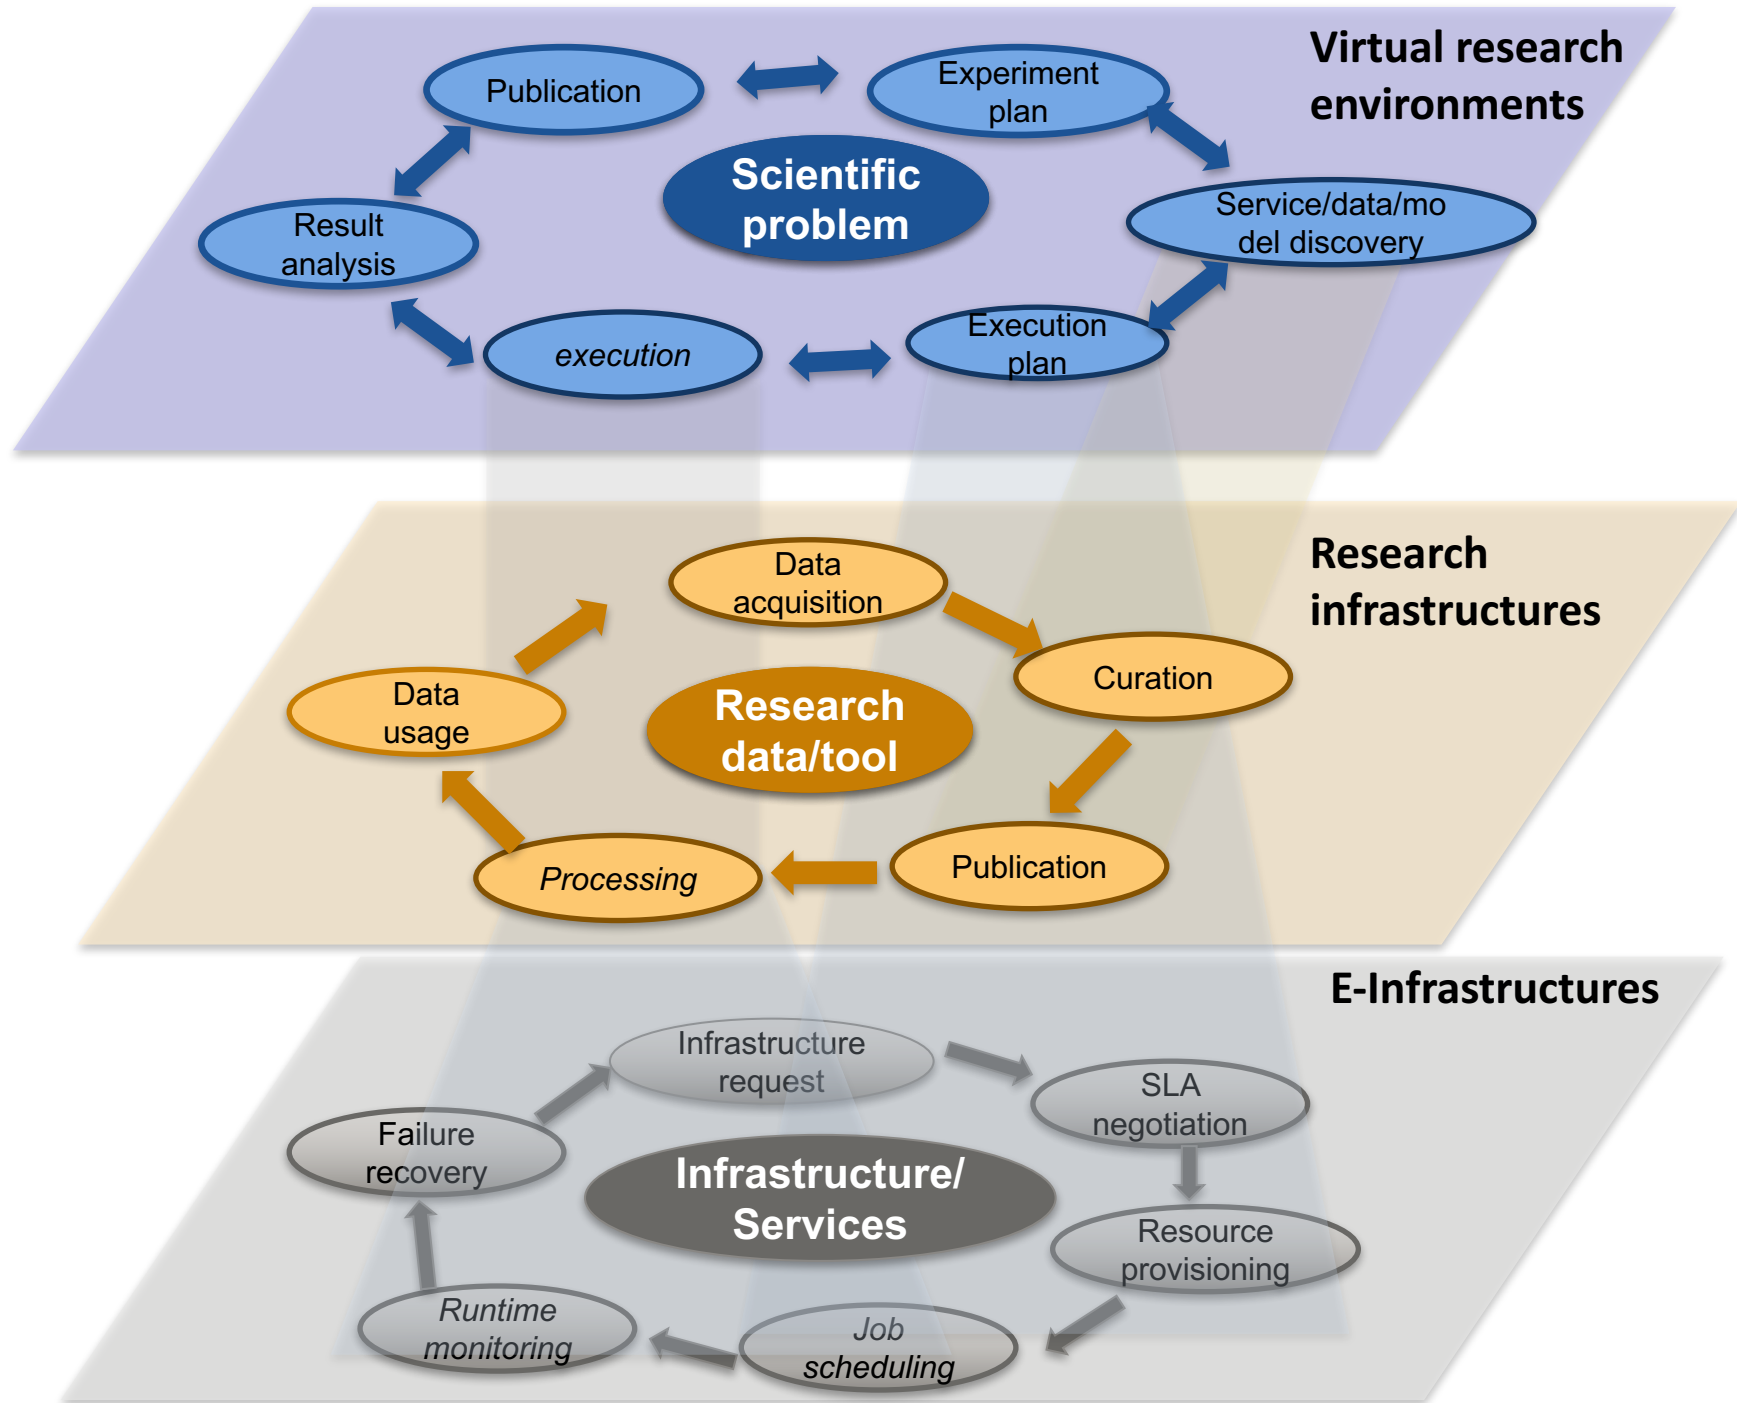 Virtual research
environments
Publication
Experiment
plan
Scientific
problem
Service/data/mo
del discovery
Result
analysis
execution
Execution
plan
Research
infrastructures
Data
acquisition
Curation
Data
usage
Research
data/tool
Processing
Publication
E-Infrastructures
Infrastructure
request
SLA
negotiation
Failure
recovery
Infrastructure/
Services
Resource
provisioning
Runtime
monitoring
Job
scheduling